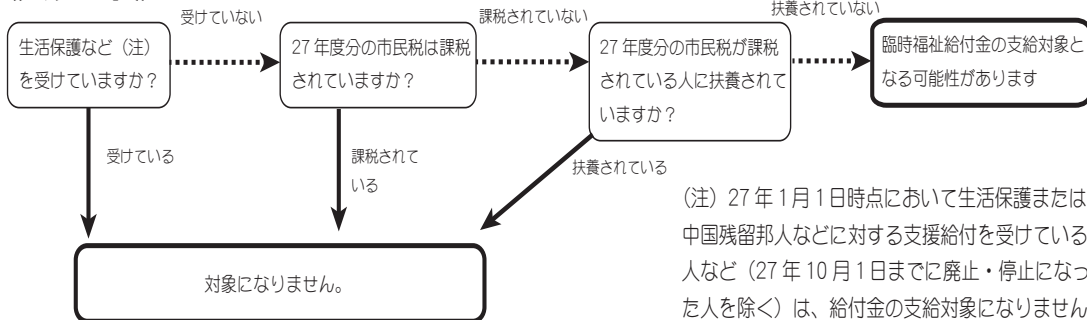 受けていない
課税されていない
扶養されていない
生活保護など(注)
を受けていますか?
27年度分の市民税は課税
されていますか?
27年度分の市民税が課税
されている人に扶養されて
いますか?
臨時福祉給付金の支給対象と
なる可能性があります
受けている
課税されて
いる
扶養されている
対象になりません。
(注)27年1月1日時点において生活保護または
中国残留邦人などに対する支援給付を受けている
人など(27年10月1日までに廃止・停止になっ
た人を除く)は、給付金の支給対象になりません